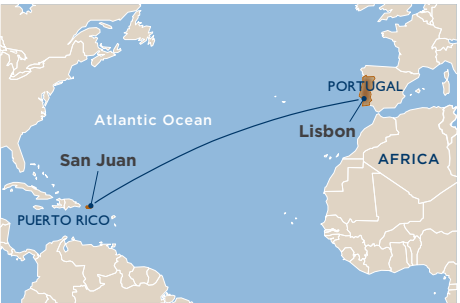 PORTUGAL
Atlantic Ocean
Lisbon
San Juan
AFRICA
PUERTO RICO